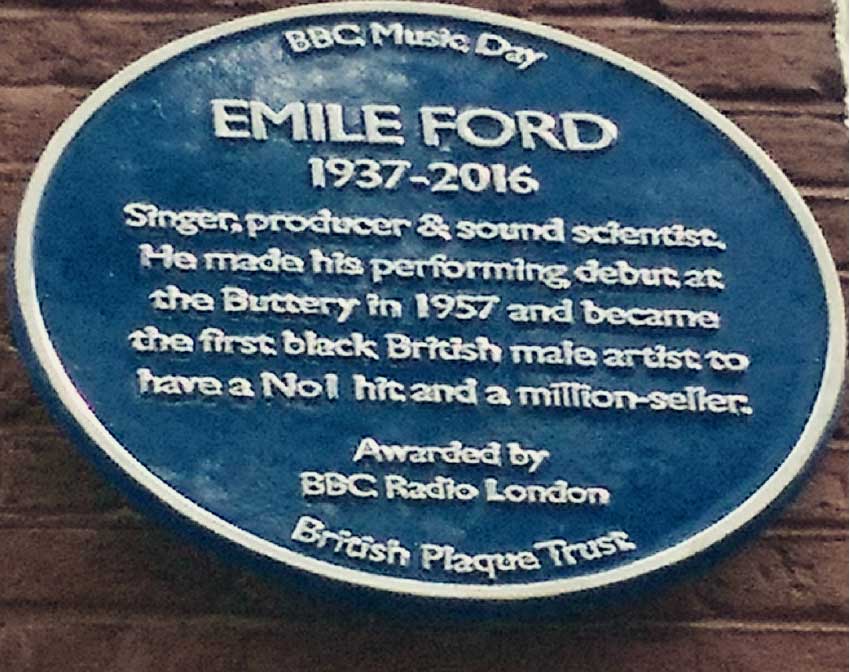 BBC Music Day
EMILE FORD
1937-2016
Singer, producer & sound scientist.
He made his performing debut at
the Buttery in 1957 and became
the first black British male artist to
have a No1 hit and a million-seller.
Awarded by
BBC Radio London
British Plaque Trust